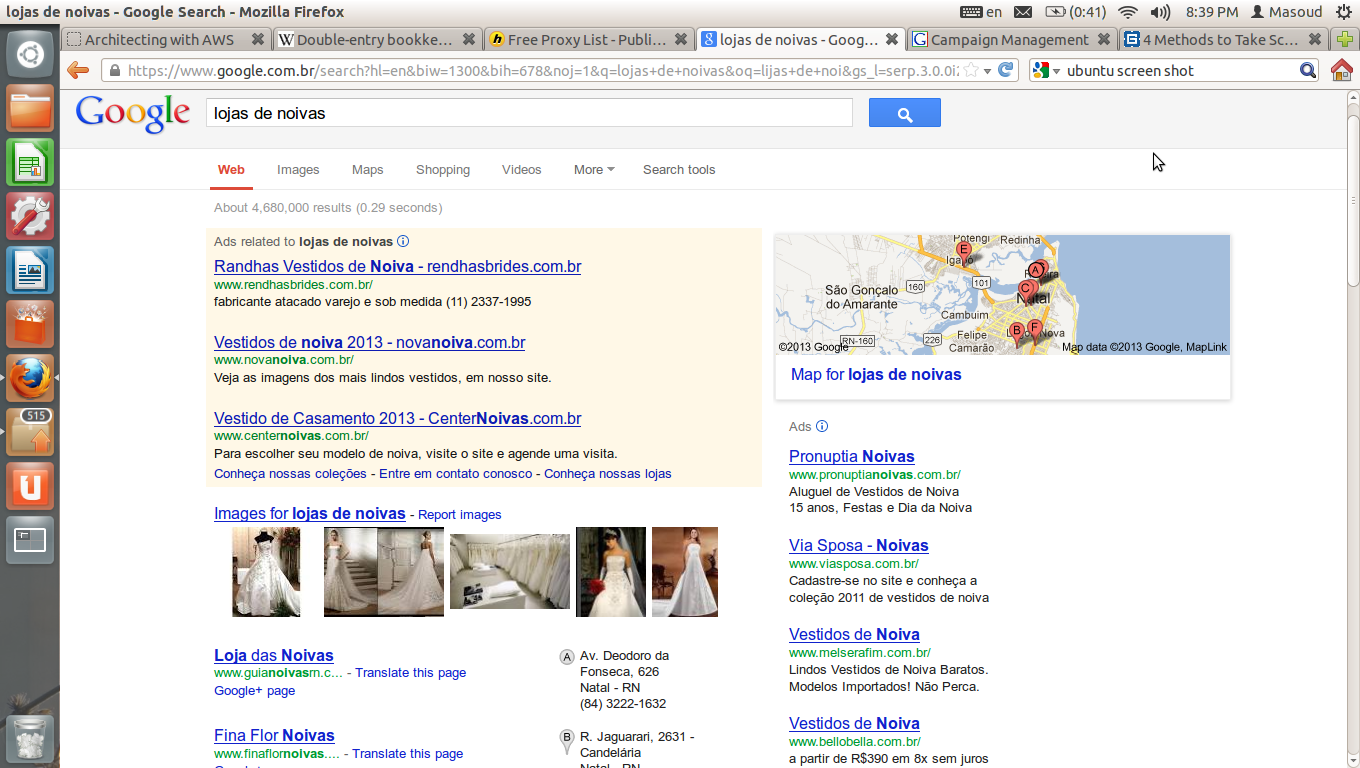 lojas de noivas - Google Search - Mozilla Firefox
en
(0:41)
8:39 PM
Masoud
Architecting with AWS
Double-entry bookke...
Free Proxy List - Publi...
lojas de noivas - Goog...
Campaign Management
4 Methods to Take Sc...
https://www.google.com.br/search?hl=en&biw=1300&bih=678&noj=1&q=lojas+de+noivas&oq=lijas+de+noi&gs_l=serp.3.0.0i
ubuntu screen shot
Google
lojas de noivas
Web
Images
Maps
Shopping
Videos
More
Search tools
About 4,680,000 results (0.29 seconds)
Ads related to lojas de noivas
Randhas Vestidos de Noiva - rendhasbrides.com.br
www.rendhasbrides.com.br/
fabricante atacado varejo e sob medida (11) 2337-1995
Vestidos de noiva 2013 - novanoiva.com.br
www.novanoiva.com.br/
Veja as imagens dos mais lindos vestidos, em nosso site.
Vestido de Casamento 2013 - CenterNoivas.com.br
www.centernoivas.com.br/
Para escolher seu modelo de noiva, visite o site e agende uma visita.
Conheça nossas coleções - Entre em contato conosco - Conheça nossas lojas
Images for lojas de noivas - Report images
Loja das Noivas
www.guianoivasrn.c... - Translate this page
Google+ page
A
Av. Deodoro da
Fonseca, 626
Natal - RN
(84) 3222-1632
Fina Flor Noivas
www.finaflornoivas.... - Translate this page
B
R. Jaguarari, 2631 -
Candelária
Natal - RN
Potengi
Redinha
E
Igapó
A
São Gonçalo
do Amarante
160
101
C
Natal
Cambuim
B
F
Nova
Felipe
Camarão
RN-160
226
©2013 Google
Map data ©2013 Google, MapLink
Map for lojas de noivas
Ads
Pronuptia Noivas
www.pronuptianoivas.com.br/
Aluguel de Vestidos de Noiva
15 anos, Festas e Dia da Noiva
Via Sposa - Noivas
www.viasposa.com.br/
Cadastre-se no site e conheça a
coleção 2011 de vestidos de noiva
Vestidos de Noiva
www.melserafim.com.br/
Lindos Vestidos de Noiva Baratos.
Modelos Importados! Não Perca.
Vestidos de Noiva
www.bellobella.com.br/
a partir de R$390 em 8x sem juros
515